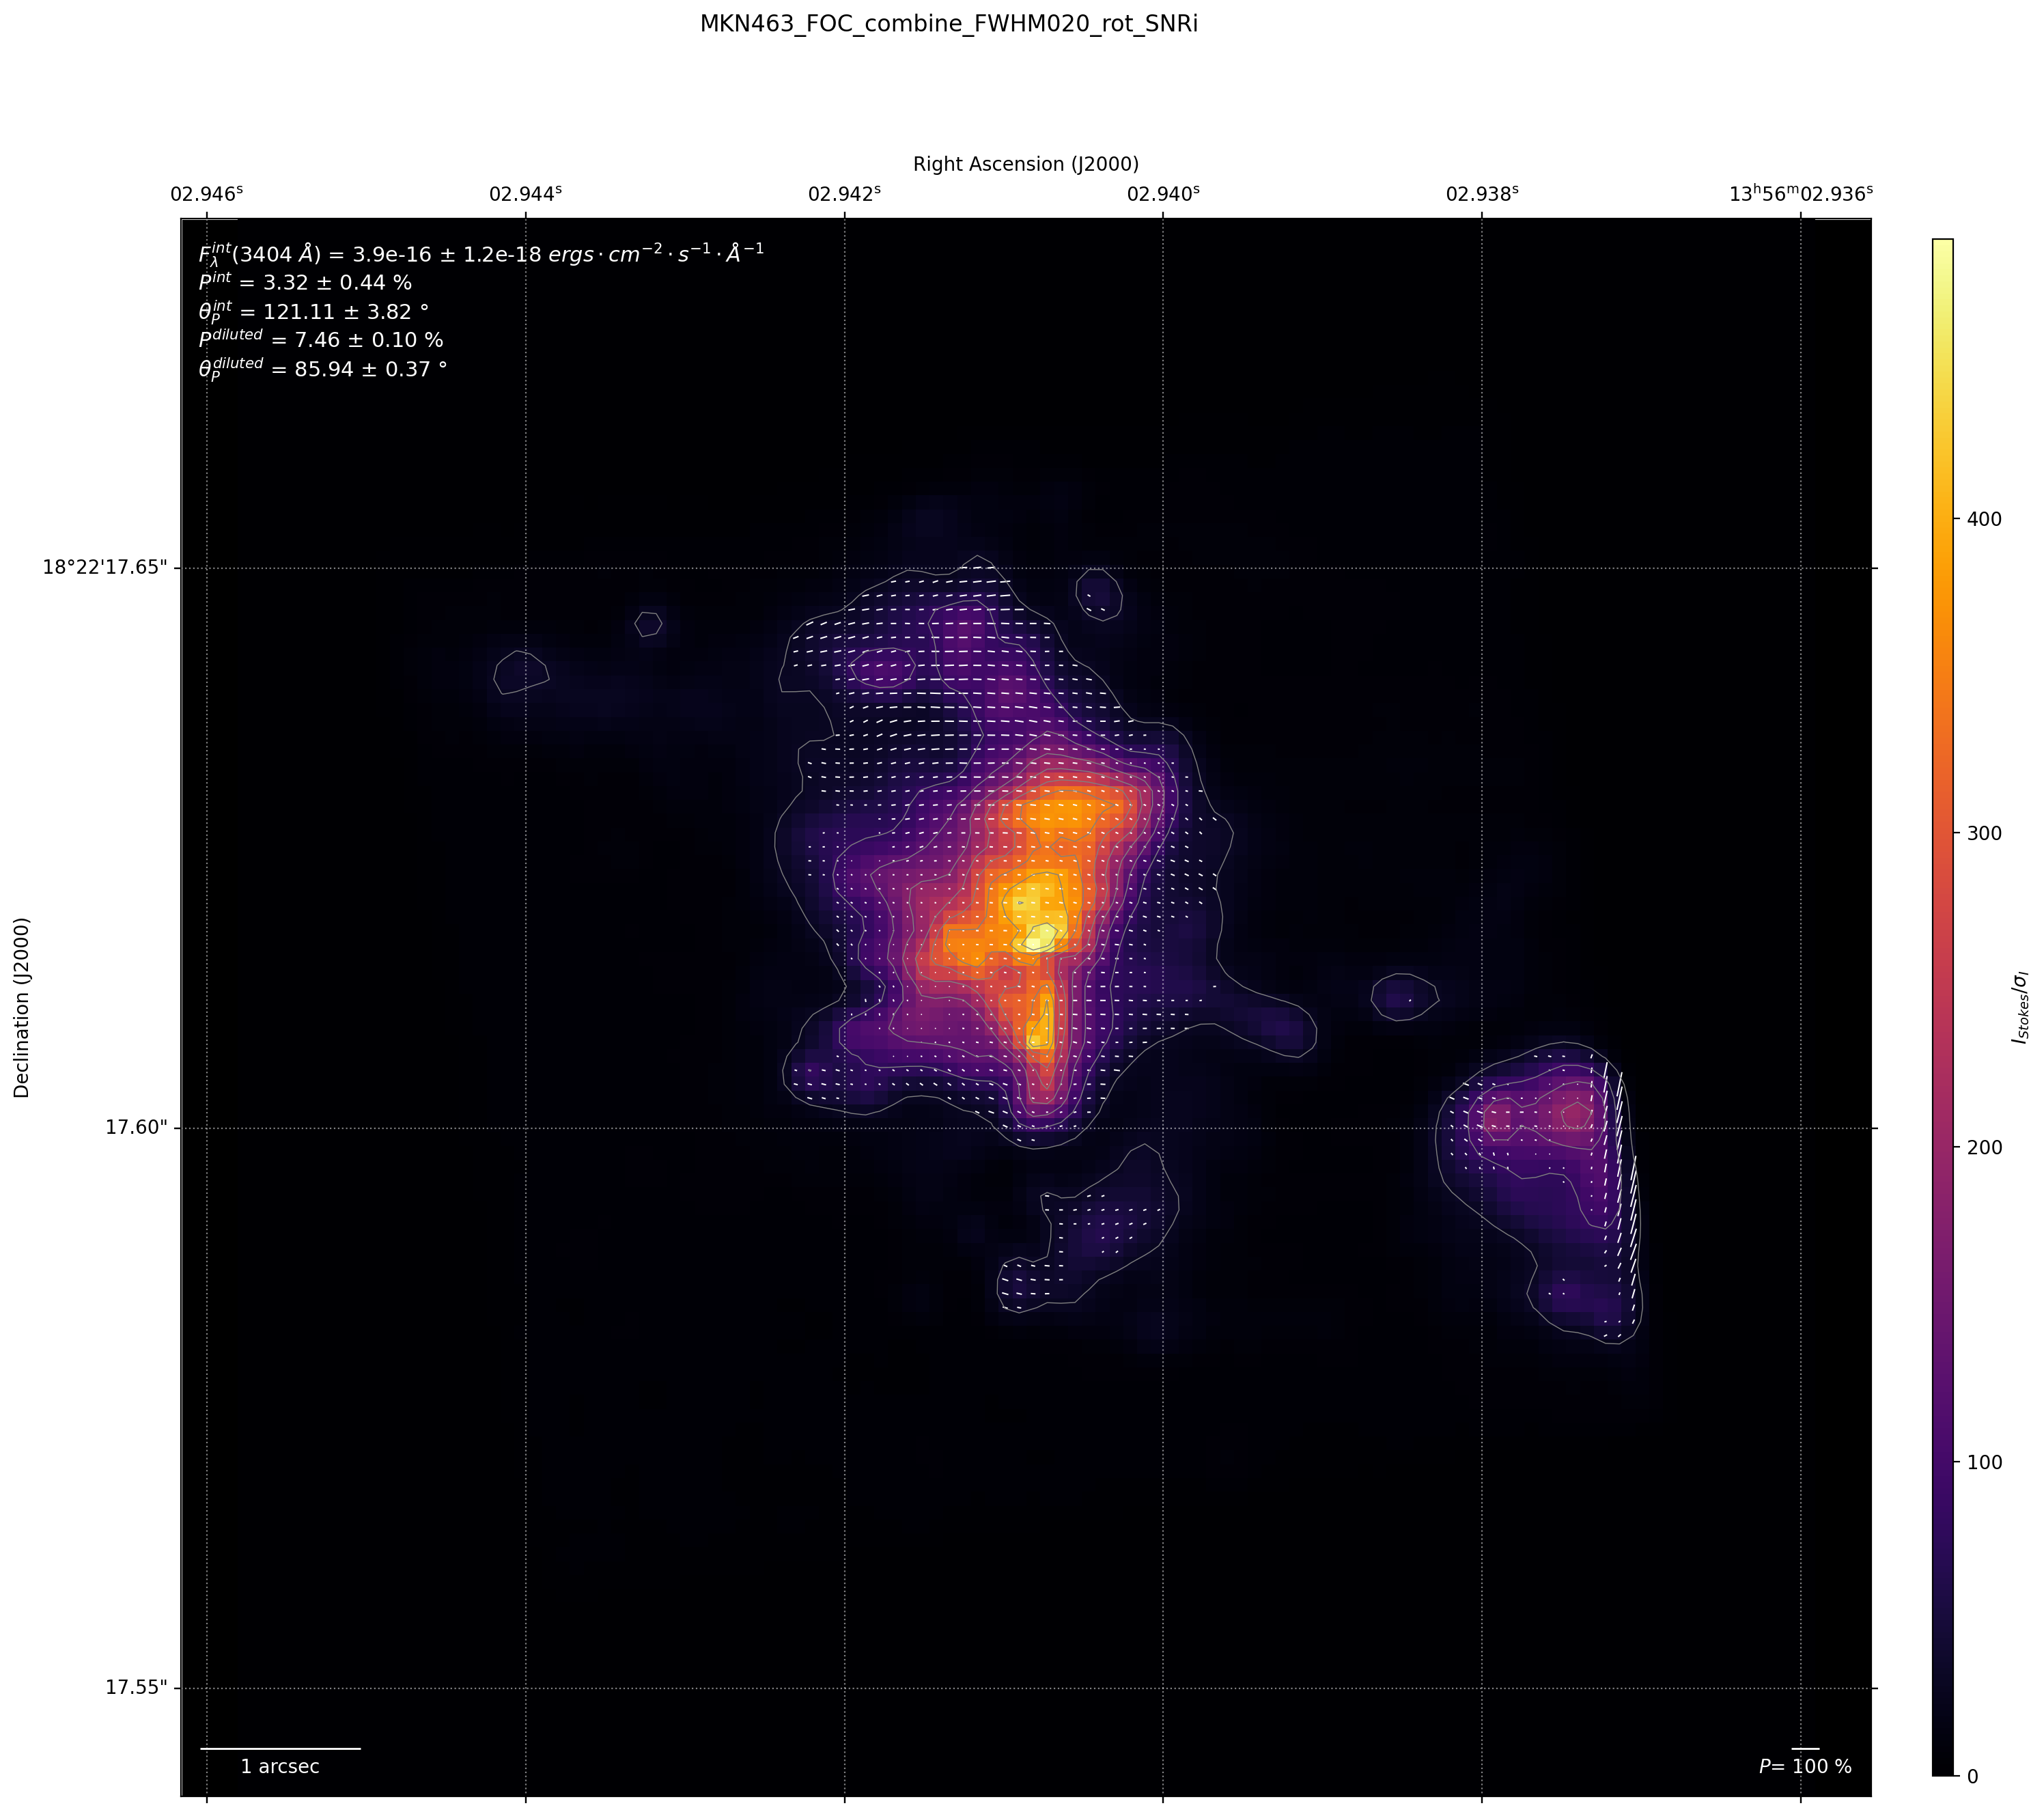 MKN463_FOC_combine_FWHM020_rot_SNRi
Right Ascension (J2000)
02.946ˢ 02.944ˢ 02.942ˢ 02.940ˢ 02.938ˢ 13ʰ56ᵐ02.936ˢ
F_λ^int(3404 Å) = 3.9e-16 ± 1.2e-18 ergs · cm⁻² · s⁻¹ · Å⁻¹
P^int = 3.32 ± 0.44 %
θ_P^int = 121.11 ± 3.82 °
P^diluted = 7.46 ± 0.10 %
θ_P^diluted = 85.94 ± 0.37 °
18°22'17.65"
17.60"
17.55"
Declination (J2000)
1 arcsec
P= 100 %
400
300
200
100
0
I_Stokes/σ_I